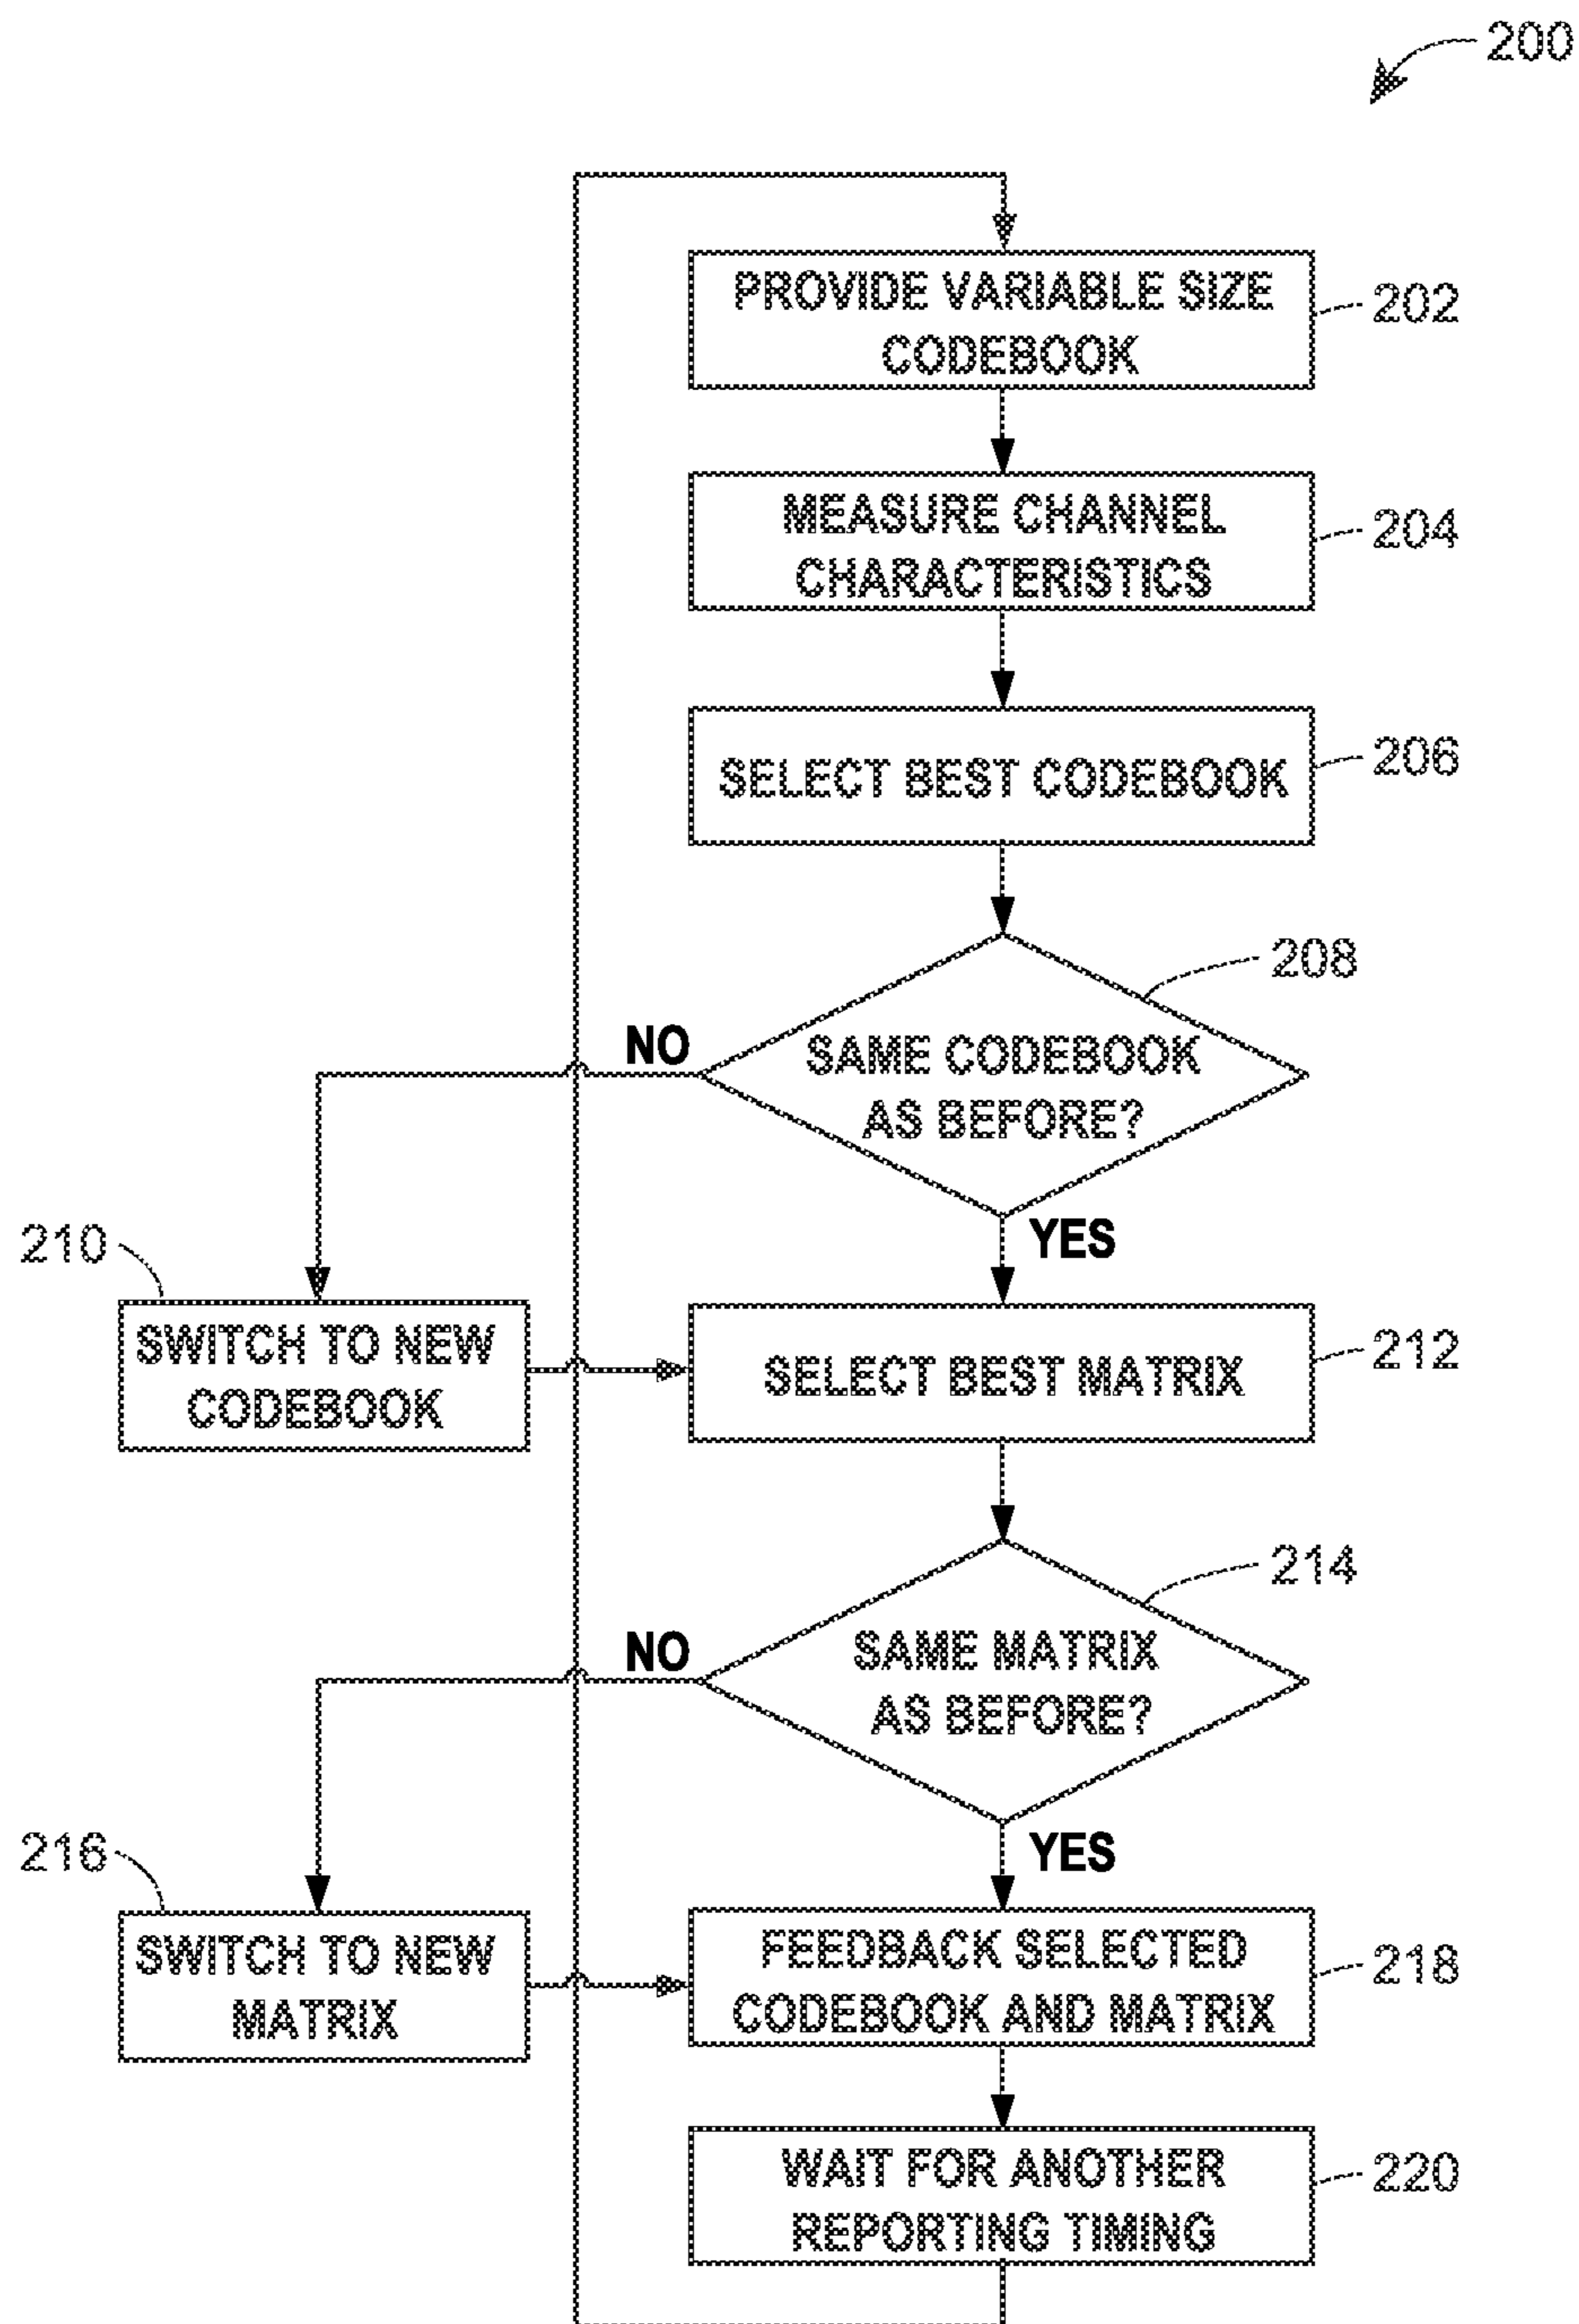 200
PROVIDE VARIABLE SIZE
CODEBOOK
202
MEASURE CHANNEL
CHARACTERISTICS
204
SELECT BEST CODEBOOK
206
208
NO
SAME CODEBOOK
AS BEFORE?
YES
210
SWITCH TO NEW
CODEBOOK
SELECT BEST MATRIX
212
214
NO
SAME MATRIX
AS BEFORE?
YES
216
SWITCH TO NEW
MATRIX
FEEDBACK SELECTED
CODEBOOK AND MATRIX
218
WAIT FOR ANOTHER
REPORTING TIMING
220